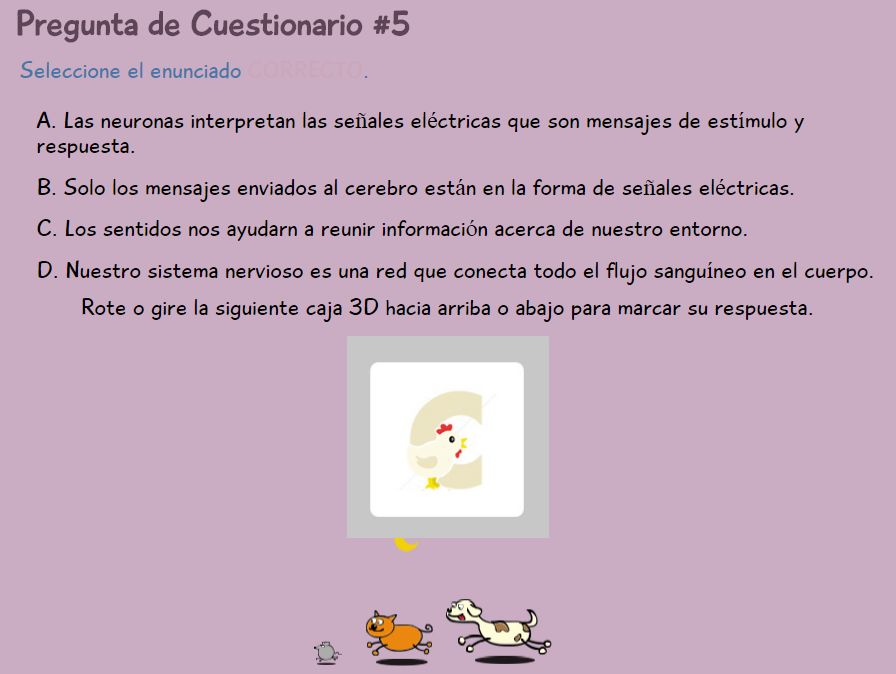 Pregunta de Cuestionario #5
Seleccione el enunciado CORRECTO.
A. Las neuronas interpretan las señales eléctricas que son mensajes de estímulo y
respuesta.
B. Solo los mensajes enviados al cerebro están en la forma de señales eléctricas.
C. Los sentidos nos ayudarn a reunir información acerca de nuestro entorno.
D. Nuestro sistema nervioso es una red que conecta todo el flujo sanguíneo en el cuerpo.
Rote o gire la siguiente caja 3D hacia arriba o abajo para marcar su respuesta.
C